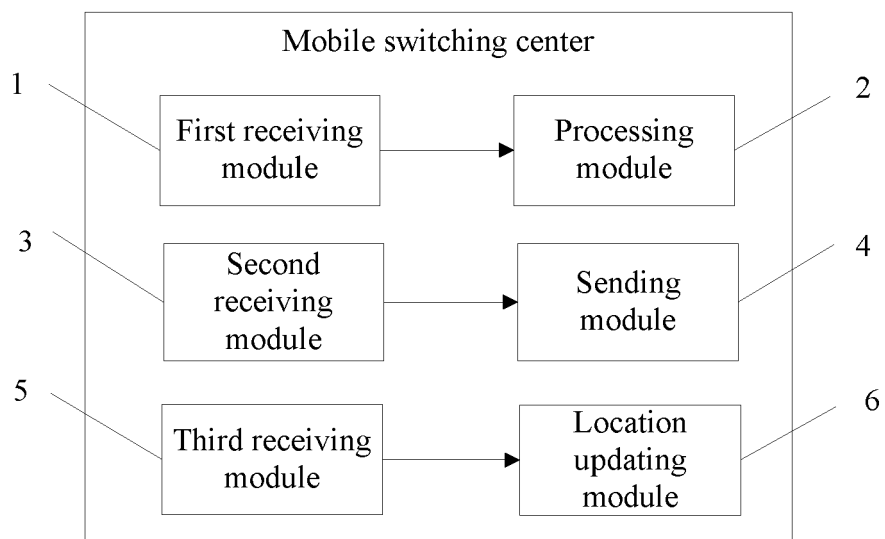 Mobile switching center
1
First receiving
module
Processing
module
2
3
Second
receiving
module
Sending
module
4
5
Third receiving
module
Location
updating
module
6